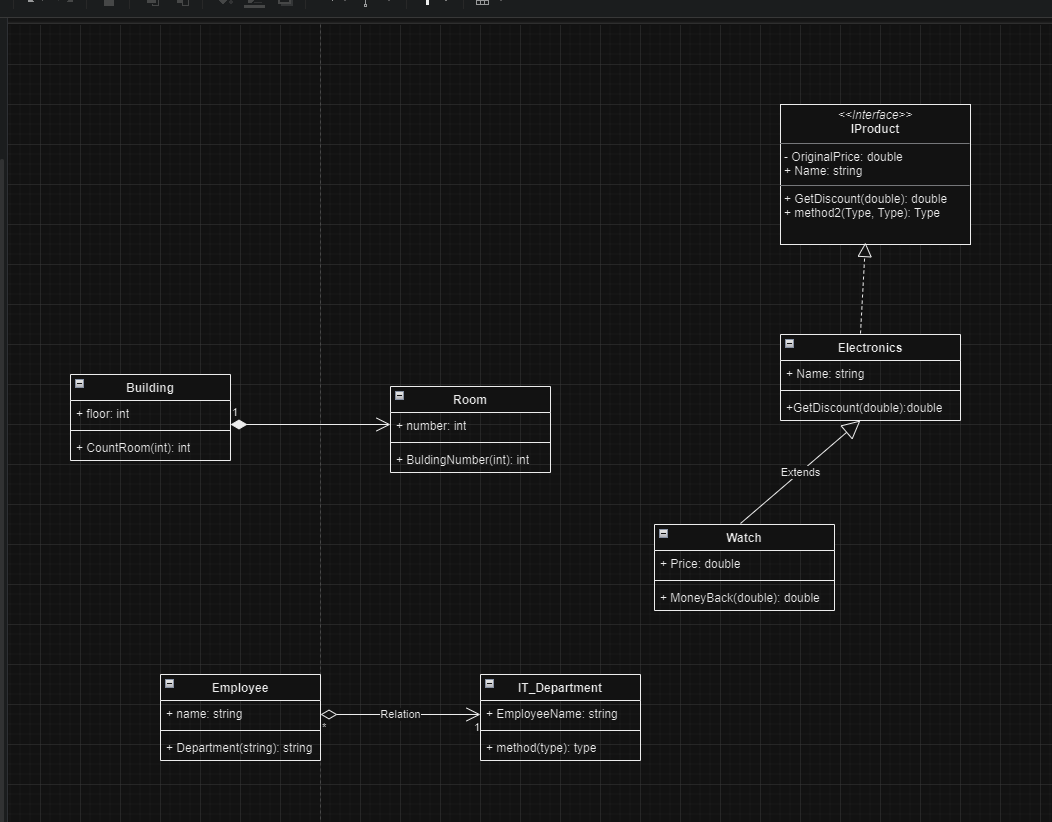 <<Interface>>
IProduct
- OriginalPrice: double
+ Name: string
+ GetDiscount(double): double
+ method2(Type, Type): Type
Electronics
+ Name: string
+GetDiscount(double):double
Building
+ floor: int
+ CountRoom(int): int
1
Room
+ number: int
+ BuldingNumber(int): int
Extends
Watch
+ Price: double
+ MoneyBack(double): double
Employee
+ name: string
+ Department(string): string
Relation
*
1
IT_Department
+ EmployeeName: string
+ method(type): type